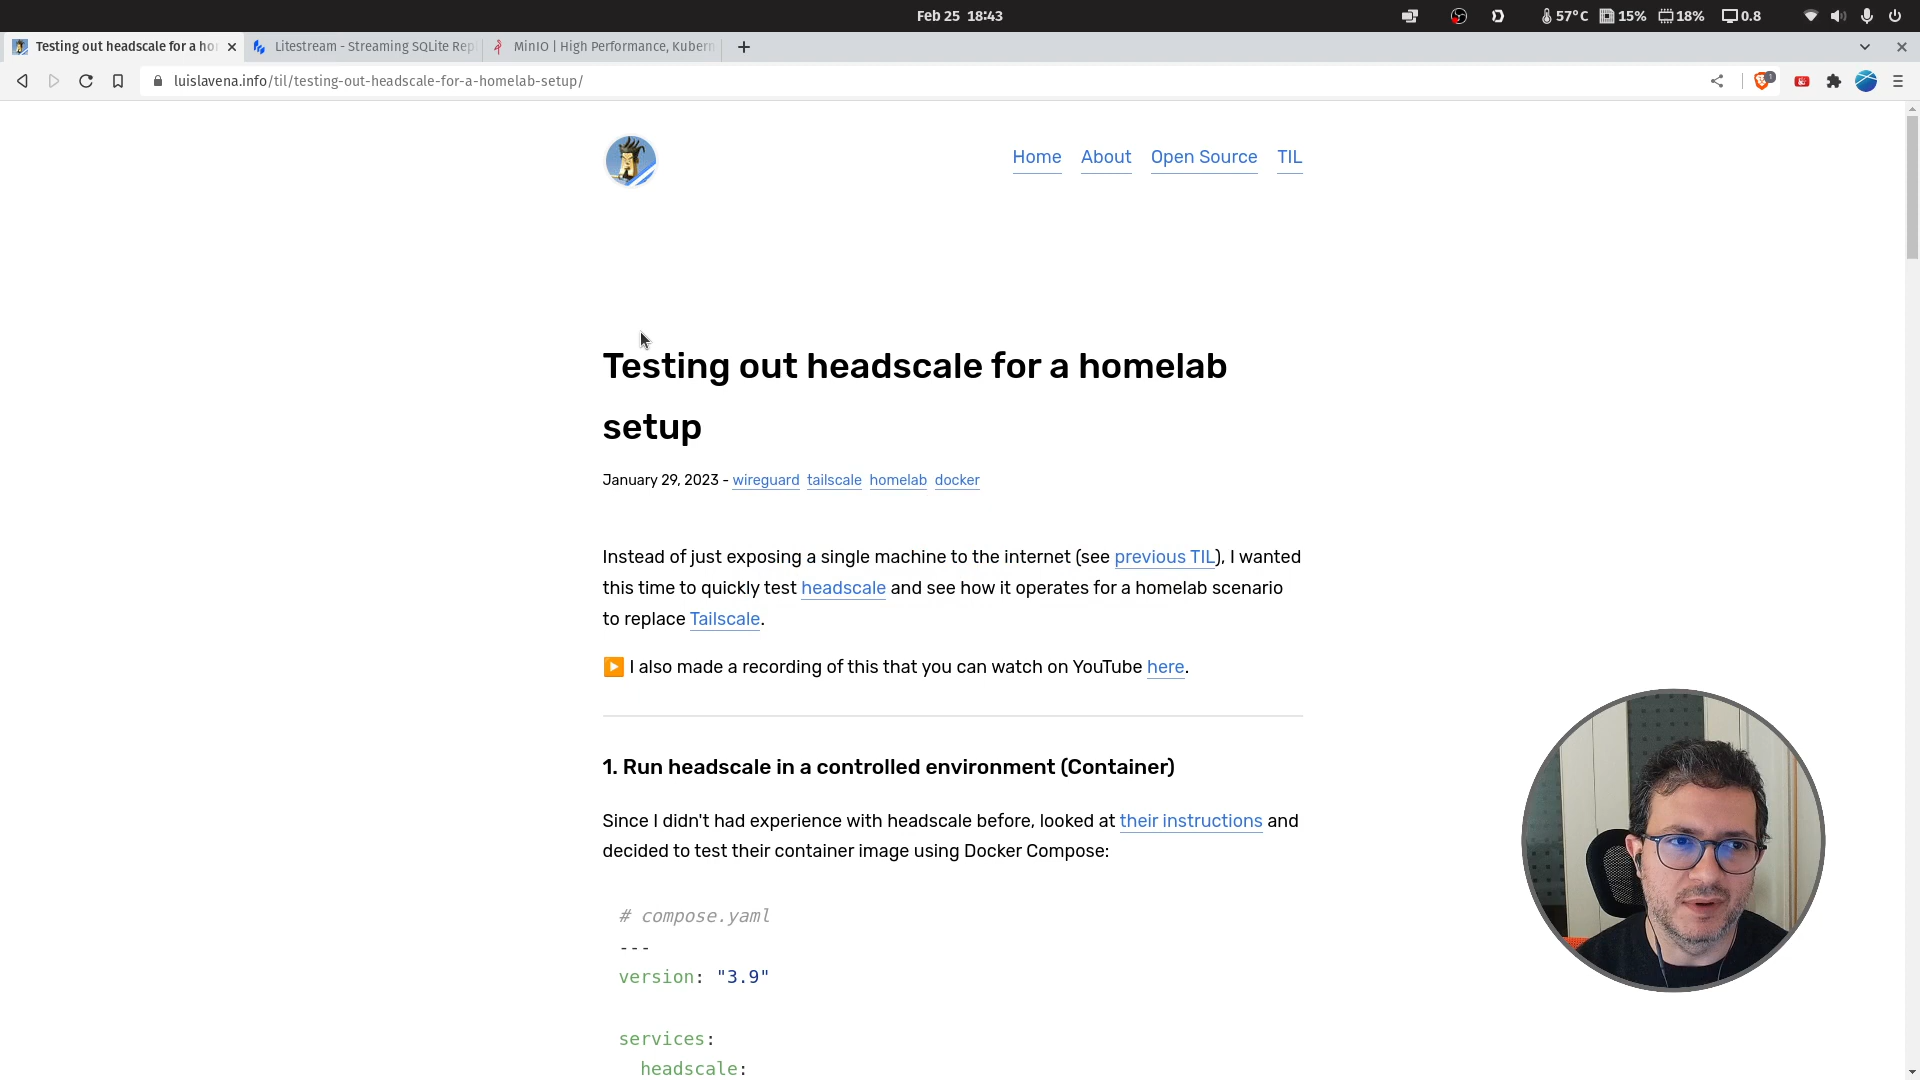 Feb 25 18:43
57°C 15% 18% 0.8
Testing out headscale for a ho
Litestream - Streaming SQLite Rep
MinIO | High Performance, Kubern
luislavena.info/til/testing-out-headscale-for-a-homelab-setup/
Home About Open Source TIL
Testing out headscale for a homelab
setup
January 29, 2023 - wireguard tailscale homelab docker
Instead of just exposing a single machine to the internet (see previous TIL), I wanted
this time to quickly test headscale and see how it operates for a homelab scenario
to replace Tailscale.
I also made a recording of this that you can watch on YouTube here.
1. Run headscale in a controlled environment (Container)
Since I didn't had experience with headscale before, looked at their instructions and
decided to test their container image using Docker Compose:
# compose.yaml
---
version: "3.9"
services:
headscale: